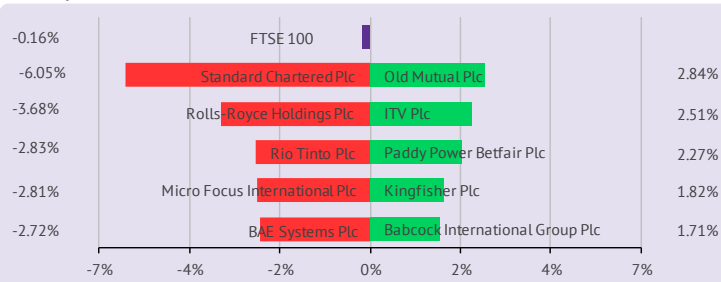 -0.16% FTSE 100
-6.05% Standard Chartered Plc Old Mutual Plc 2.84%
-3.68% Rolls-Royce Holdings Plc ITV Plc 2.51%
-2.83% Rio Tinto Plc Paddy Power Betfair Plc 2.27%
-2.81% Micro Focus International Plc Kingfisher Plc 1.82%
-2.72% BAE Systems Plc Babcock International Group Plc 1.71%
-7% -4% -2% 0% 2% 4% 7%